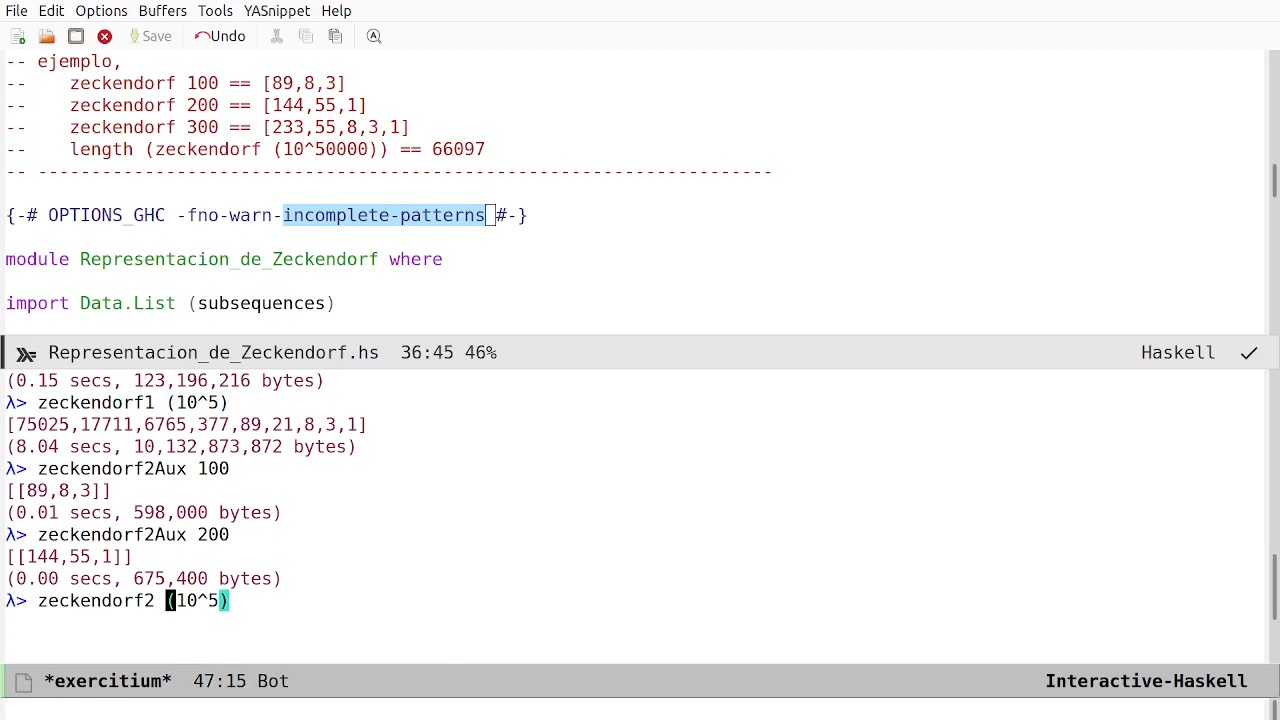 File Edit Options Buffers Tools YASnippet Help
Save Undo
-- ejemplo,
--    zeckendorf 100 == [89,8,3]
--    zeckendorf 200 == [144,55,1]
--    zeckendorf 300 == [233,55,8,3,1]
--    length (zeckendorf (10^50000)) == 66097
-- ---------------------------------------------------------------------
{-# OPTIONS_GHC -fno-warn-incomplete-patterns #-}
module Representacion_de_Zeckendorf where
import Data.List (subsequences)
Representacion_de_Zeckendorf.hs 36:45 46% Haskell
(0.15 secs, 123,196,216 bytes)
λ> zeckendorf1 (10^5)
[75025,17711,6765,377,89,21,8,3,1]
(8.04 secs, 10,132,873,872 bytes)
λ> zeckendorf2Aux 100
[[89,8,3]]
(0.01 secs, 598,000 bytes)
λ> zeckendorf2Aux 200
[[144,55,1]]
(0.00 secs, 675,400 bytes)
λ> zeckendorf2 (10^5)
*exercitium* 47:15 Bot Interactive-Haskell